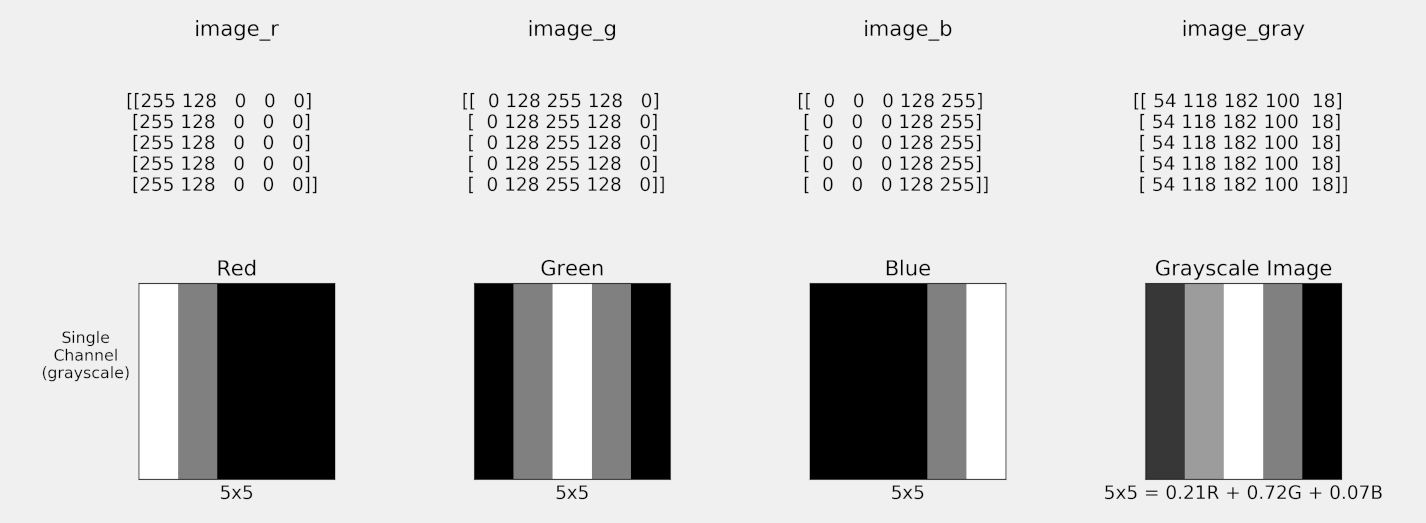 image_r
image_g
image_b
image_gray
[[255 128   0   0   0]
[255 128   0   0   0]
[255 128   0   0   0]
[255 128   0   0   0]
[255 128   0   0   0]]
[[  0 128 255 128   0]
[  0 128 255 128   0]
[  0 128 255 128   0]
[  0 128 255 128   0]
[  0 128 255 128   0]]
[[  0   0   0 128 255]
[  0   0   0 128 255]
[  0   0   0 128 255]
[  0   0   0 128 255]
[  0   0   0 128 255]]
[[ 54 118 182 100  18]
[ 54 118 182 100  18]
[ 54 118 182 100  18]
[ 54 118 182 100  18]
[ 54 118 182 100  18]]
Red
Green
Blue
Grayscale Image
Single
Channel
(grayscale)
5x5
5x5
5x5
5x5 = 0.21R + 0.72G + 0.07B